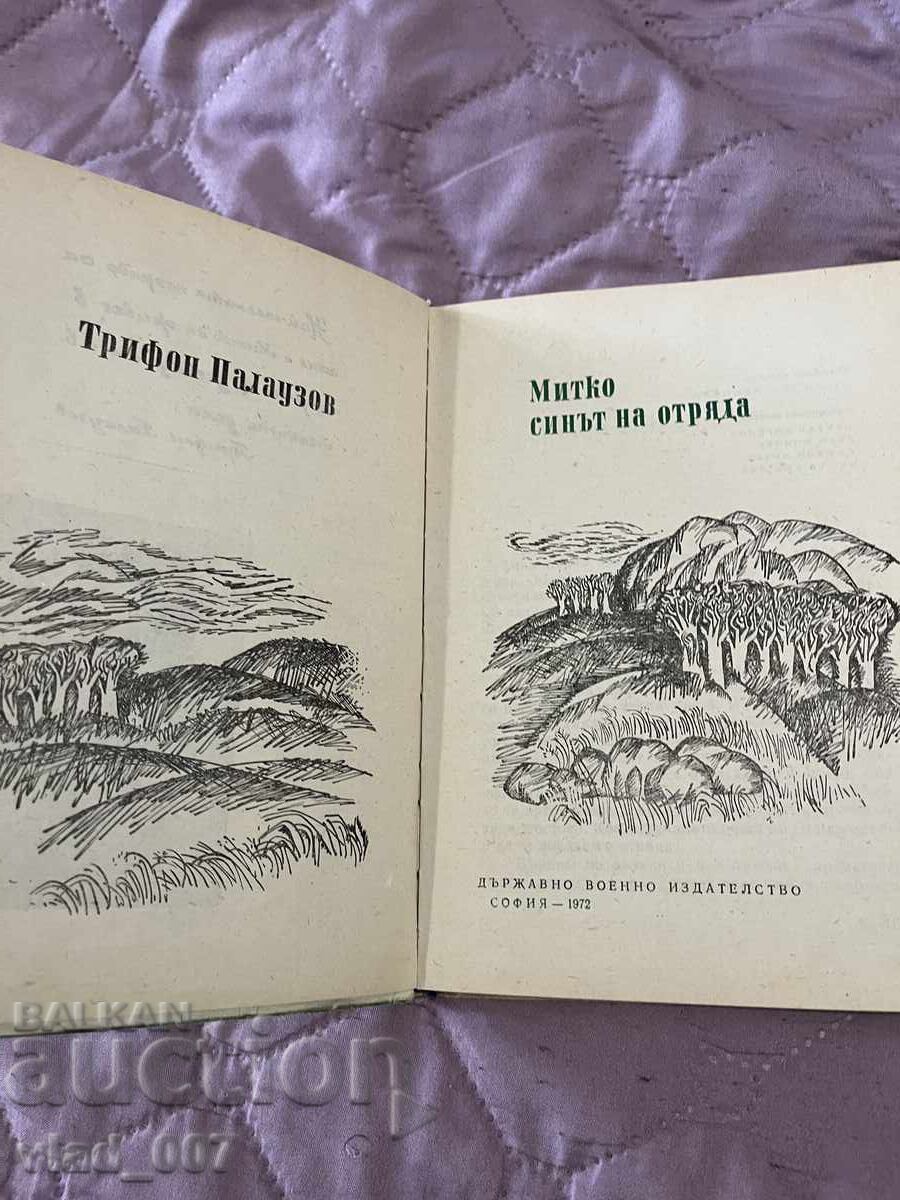 Трифон Палаузов
Митко
синът на отряда
ДЪРЖАВНО ВОЕННО ИЗДАТЕЛСТВО
СОФИЯ — 1972
BALKAN
auction
vlad_007